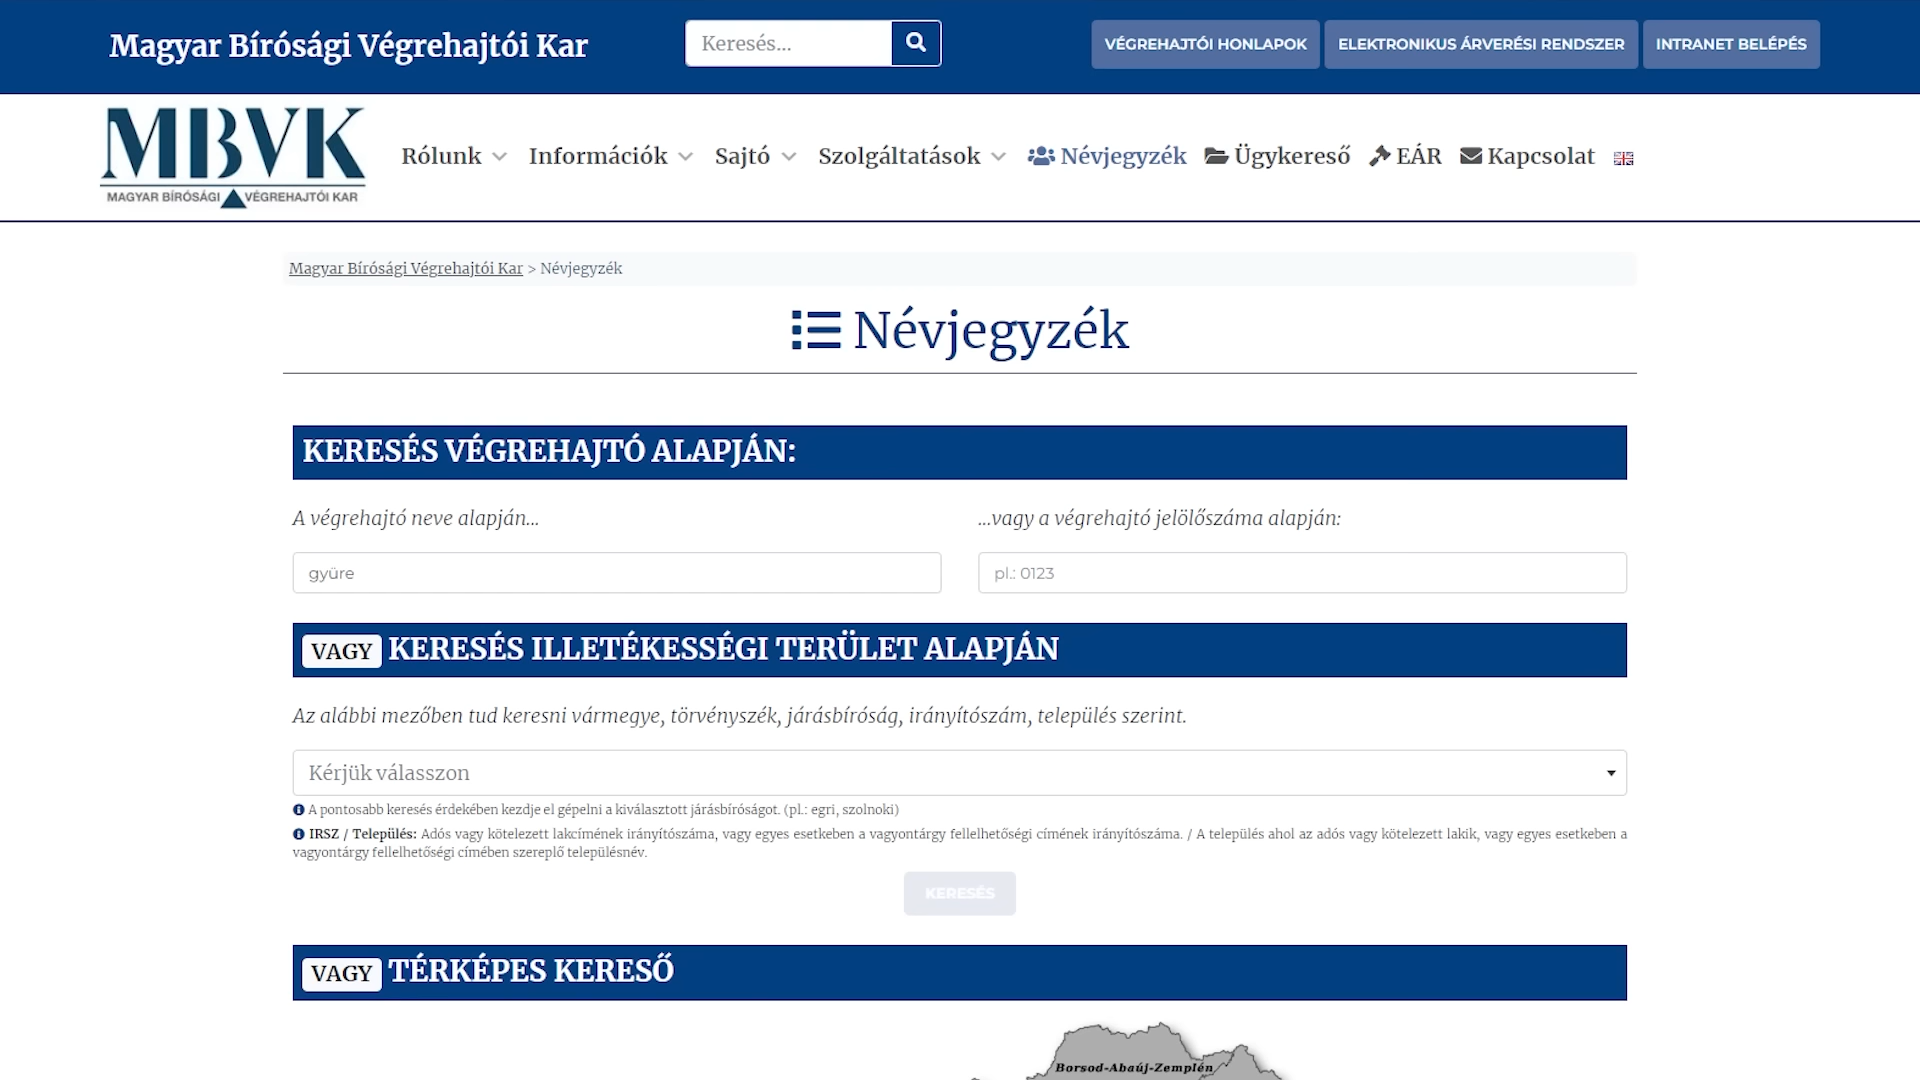 Magyar Bírósági Végrehajtói Kar
Keresés...
VÉGREHAJTÓI HONLAPOK
ELEKTRONIKUS ÁRVERÉSI RENDSZER
INTRANET BELÉPÉS
MBVK
MAGYAR BÍRÓSÁGI VÉGREHAJTÓI KAR
Rólunk
Információk
Sajtó
Szolgáltatások
Névjegyzék
Ügykereső
EÁR
Kapcsolat
Magyar Bírósági Végrehajtói Kar > Névjegyzék
Névjegyzék
KERESÉS VÉGREHAJTÓ ALAPJÁN:
A végrehajtó neve alapján...
...vagy a végrehajtó jelölőszáma alapján:
gyüre
pl.: 0123
VAGY KERESÉS ILLETÉKESSÉGI TERÜLET ALAPJÁN
Az alábbi mezőben tud keresni vármegye, törvényszék, járásbíróság, irányítószám, település szerint.
Kérjük válasszon
A pontosabb keresés érdekében kezdje el gépelni a kiválasztott járásbíróságot. (pl.: egri, szolnoki)
IRSZ / Település: Adós vagy kötelezett lakcímének irányítószáma, vagy egyes esetkeben a vagyontárgy fellelhetőségi címének irányítószáma. / A település ahol az adós vagy kötelezett lakik, vagy egyes esetkeben a
vagyontárgy fellelhetőségi címében szereplő településnév.
KERESÉS
VAGY TÉRKÉPES KERESŐ
Borsod-Abaúj-Zemplén